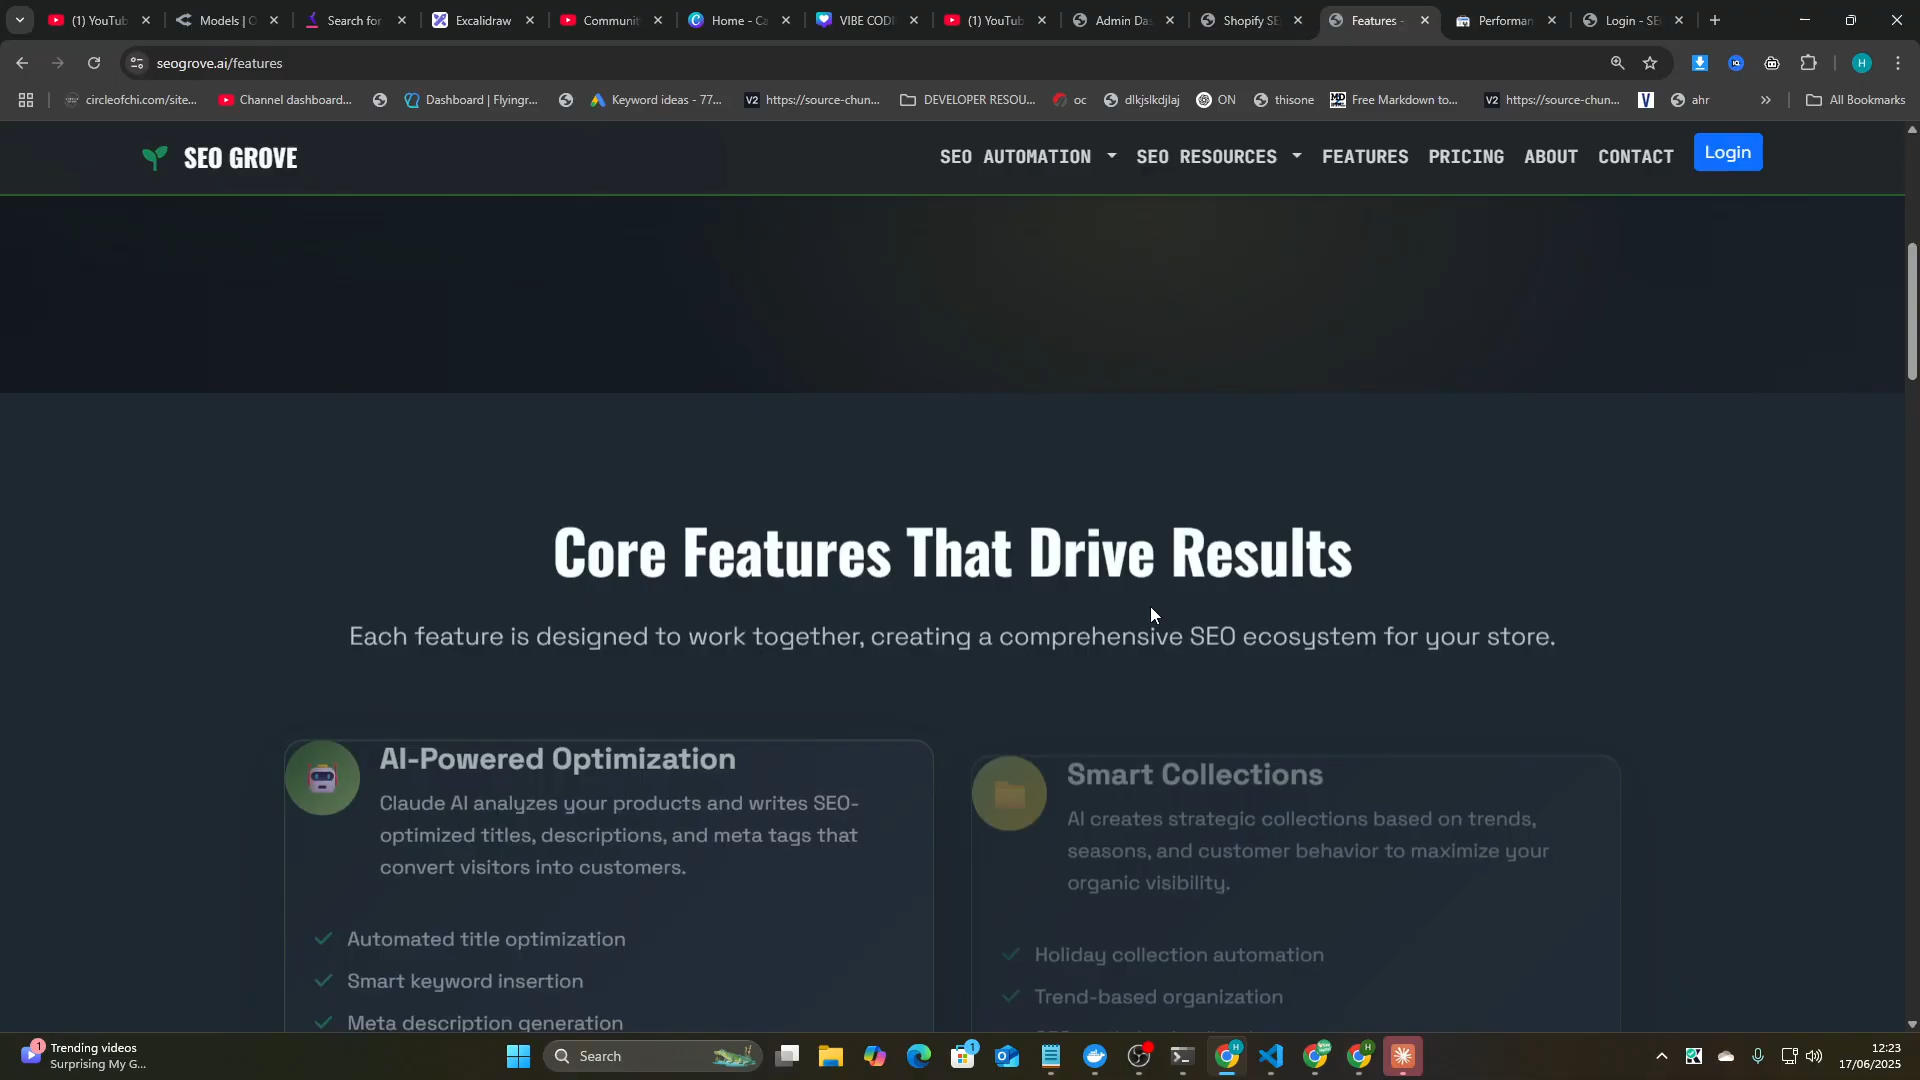 (1) YouTub
Models | O
Search for
Excalidraw
Communit
Home - Ca
VIBE CODI
(1) YouTub
Admin Das
Shopify SE
Features -
Performan
Login - SE
seogrove.ai/features
H
circleofchi.com/site...
Channel dashboard...
Dashboard | Flyingr...
Keyword ideas - 77...
V2
https://source-chun...
DEVELOPER RESOU...
oc
dlkjslkdjlaj
ON
thisone
Free Markdown to...
V2
https://source-chun...
V
ahr
»
All Bookmarks
SEO GROVE
SEO AUTOMATION
SEO RESOURCES
FEATURES
PRICING
ABOUT
CONTACT
Login
Core Features That Drive Results
Each feature is designed to work together, creating a comprehensive SEO ecosystem for your store.
AI-Powered Optimization
Claude AI analyzes your products and writes SEO-
optimized titles, descriptions, and meta tags that
convert visitors into customers.
Automated title optimization
Smart keyword insertion
Meta description generation
Smart Collections
AI creates strategic collections based on trends,
seasons, and customer behavior to maximize your
organic visibility.
Holiday collection automation
Trend-based organization
1
Trending videos
Surprising My G...
Search
1
12:23
17/06/2025